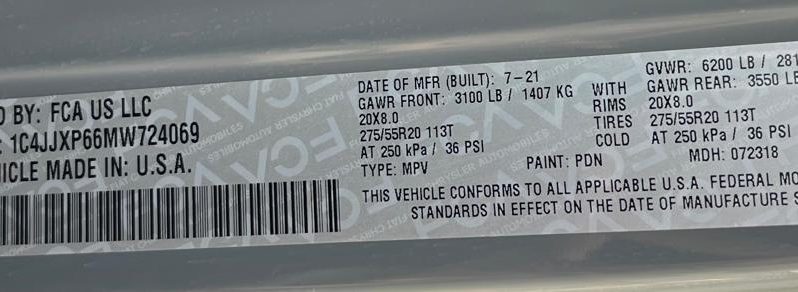 D BY: FCA US LLC
: 1C4JJXP66MW724069
HICLE MADE IN: U.S.A.
DATE OF MFR (BUILT): 7-21
GVWR: 6200 LB / 281
GAWR FRONT: 3100 LB / 1407 KG WITH GAWR REAR: 3550 LB
20X8.0 RIMS 20X8.0
275/55R20 113T TIRES 275/55R20 113T
AT 250 kPa / 36 PSI COLD AT 250 kPa / 36 PSI
TYPE: MPV PAINT: PDN MDH: 072318
THIS VEHICLE CONFORMS TO ALL APPLICABLE U.S.A. FEDERAL MO
STANDARDS IN EFFECT ON THE DATE OF MANUFACTURE S